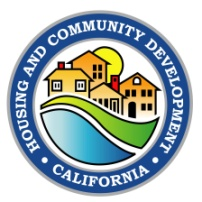 HOUSING AND COMMUNITY DEVELOPMENT
• CALIFORNIA •